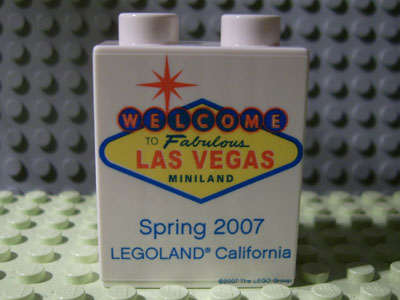 WELCOME
TO Fabulous
LAS VEGAS
MINILAND
Spring 2007
LEGOLAND® California
©2007 The LEGO Group